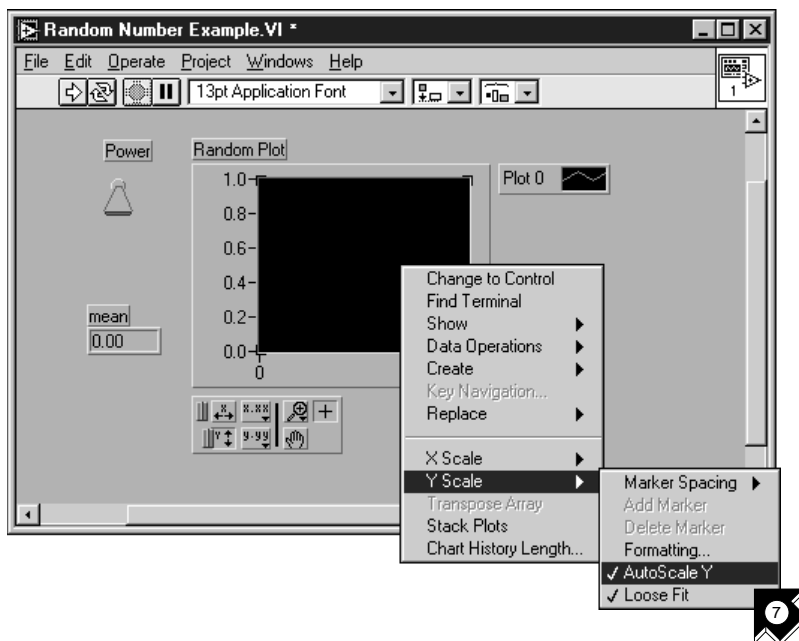 Random Number Example.VI *
File Edit Operate Project Windows Help
13pt Application Font
1
Power
Random Plot
Plot 0
1.0
0.8
0.6
0.4
0.2
0.0
0
mean
0.00
X
X.XX
Y
Y.YY
Change to Control
Find Terminal
Show
Data Operations
Create
Key Navigation...
Replace
X Scale
Y Scale
Transpose Array
Stack Plots
Chart History Length...
Marker Spacing
Add Marker
Delete Marker
Formatting...
✓ AutoScale Y
✓ Loose Fit
7